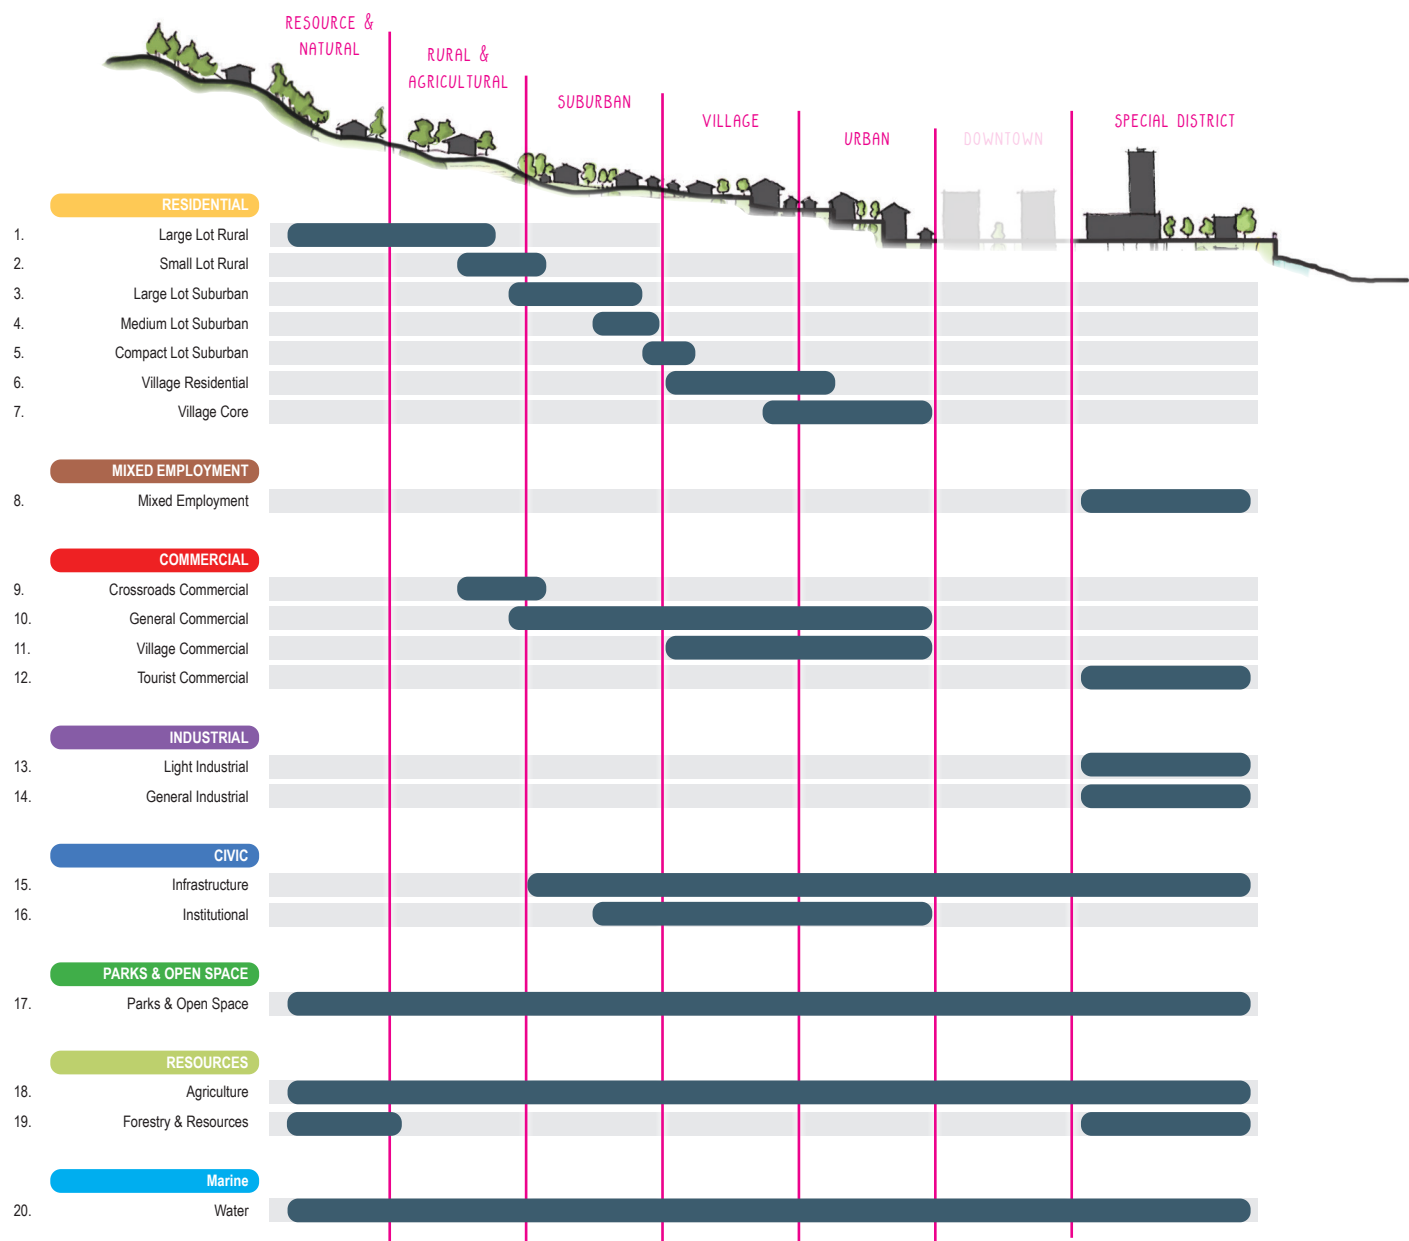 RESOURCE &
NATURAL
RURAL &
AGRICULTURAL
SUBURBAN
VILLAGE
URBAN
DOWNTOWN
SPECIAL DISTRICT
RESIDENTIAL
1. Large Lot Rural
2. Small Lot Rural
3. Large Lot Suburban
4. Medium Lot Suburban
5. Compact Lot Suburban
6. Village Residential
7. Village Core
MIXED EMPLOYMENT
8. Mixed Employment
COMMERCIAL
9. Crossroads Commercial
10. General Commercial
11. Village Commercial
12. Tourist Commercial
INDUSTRIAL
13. Light Industrial
14. General Industrial
CIVIC
15. Infrastructure
16. Institutional
PARKS & OPEN SPACE
17. Parks & Open Space
RESOURCES
18. Agriculture
19. Forestry & Resources
Marine
20. Water